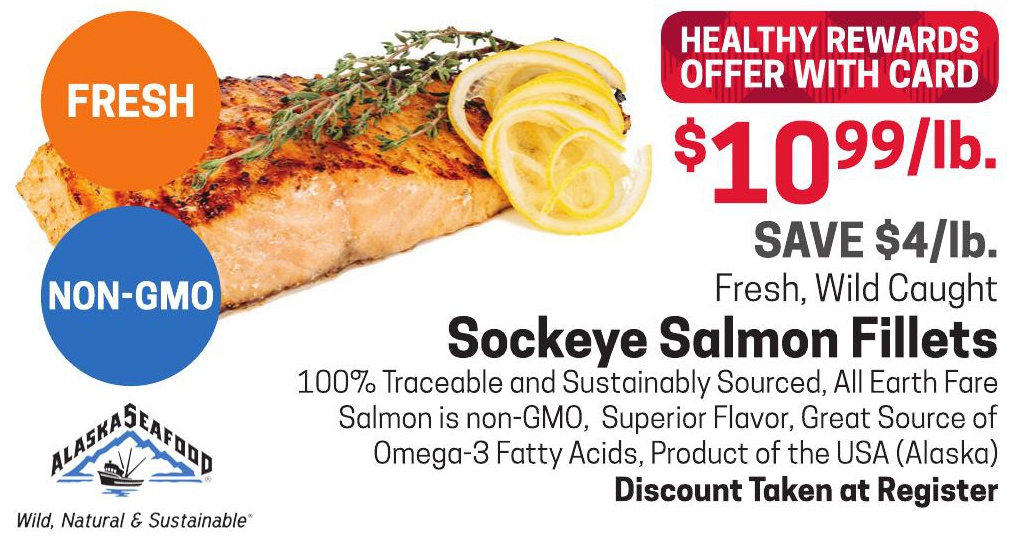 FRESH
NON-GMO
HEALTHY REWARDS
OFFER WITH CARD
$10 99/lb.
SAVE $4/lb.
Fresh, Wild Caught
Sockeye Salmon Fillets
100% Traceable and Sustainably Sourced, All Earth Fare
Salmon is non-GMO, Superior Flavor, Great Source of
Omega-3 Fatty Acids, Product of the USA (Alaska)
Discount Taken at Register
ALASKA SEAFOOD®
Wild, Natural & Sustainable®